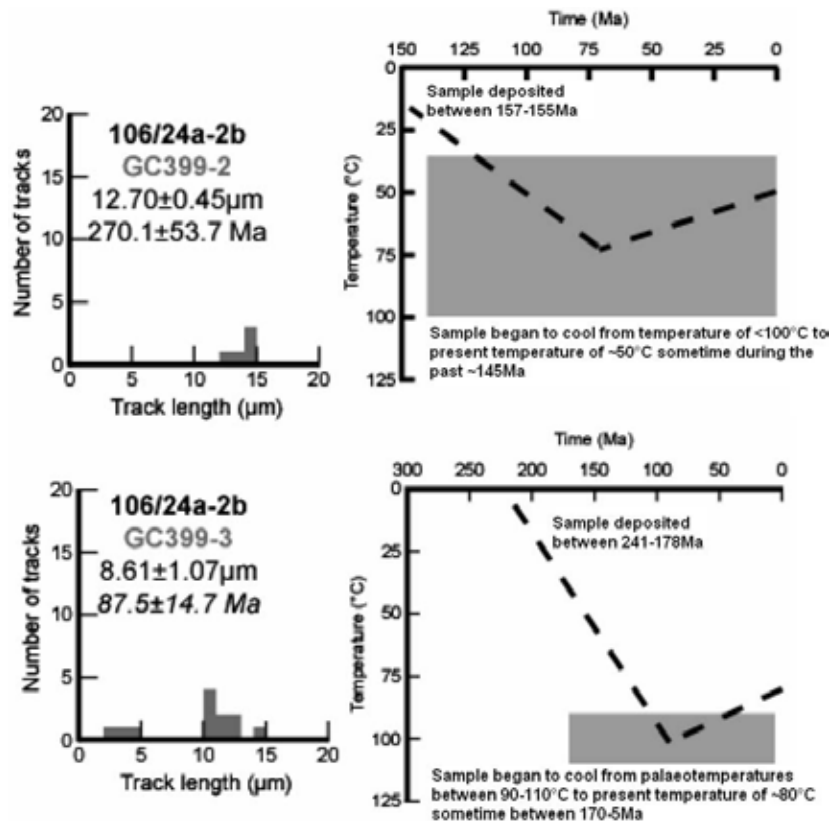 106/24a-2b
GC399-2
12.70±0.45µm
270.1±53.7 Ma
Number of tracks
20
15
10
5
0
0 5 10 15 20
Track length (µm)
Time (Ma)
150 125 100 75 50 25 0
Temperature (°C)
0
25
50
75
100
125
Sample deposited
between 157-155Ma
Sample began to cool from temperature of <100°C to
present temperature of ~50°C sometime during the
past ~145Ma
106/24a-2b
GC399-3
8.61±1.07µm
87.5±14.7 Ma
Number of tracks
20
15
10
5
0
0 5 10 15 20
Track length (µm)
Time (Ma)
300 250 200 150 100 50 0
Temperature (°C)
0
25
50
75
100
125
Sample deposited
between 241-178Ma
Sample began to cool from palaeotemperatures
between 90-110°C to present temperature of ~80°C
sometime between 170-5Ma